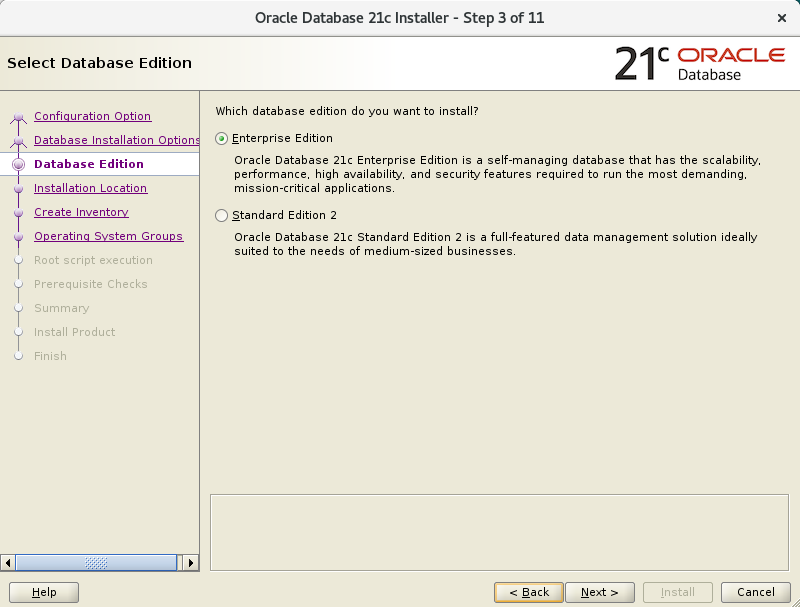 Oracle Database 21c Installer - Step 3 of 11
Select Database Edition
21c ORACLE
Database
Configuration Option
Database Installation Options
Database Edition
Installation Location
Create Inventory
Operating System Groups
Root script execution
Prerequisite Checks
Summary
Install Product
Finish
Which database edition do you want to install?
Enterprise Edition
Oracle Database 21c Enterprise Edition is a self-managing database that has the scalability,
performance, high availability, and security features required to run the most demanding,
mission-critical applications.
Standard Edition 2
Oracle Database 21c Standard Edition 2 is a full-featured data management solution ideally
suited to the needs of medium-sized businesses.
Help
< Back
Next >
Install
Cancel